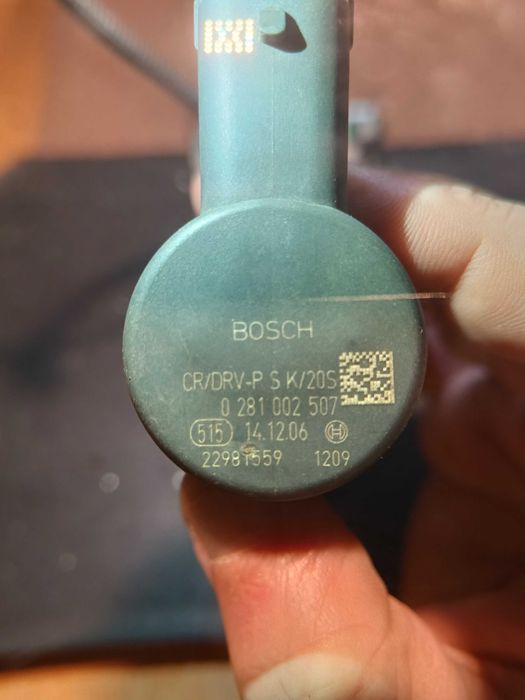 BOSCH
CR/DRV-P S K/20S
0 281 002 507
515 14.12.06
22981559 1209